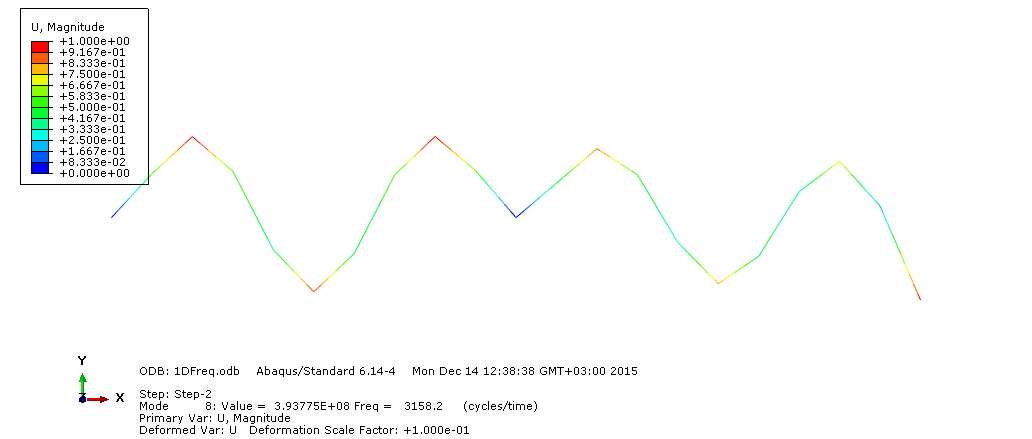 U, Magnitude
+1.000e+00
+9.167e-01
+8.333e-01
+7.500e-01
+6.667e-01
+5.833e-01
+5.000e-01
+4.167e-01
+3.333e-01
+2.500e-01
+1.667e-01
+8.333e-02
+0.000e+00
Y
Z
X
ODB: 1DFreq.odb    Abaqus/Standard 6.14-4    Mon Dec 14 12:38:38 GMT+03:00 2015
Step: Step-2
Mode         8: Value =  3.93775E+08 Freq =   3158.2     (cycles/time)
Primary Var: U, Magnitude
Deformed Var: U   Deformation Scale Factor: +1.000e-01